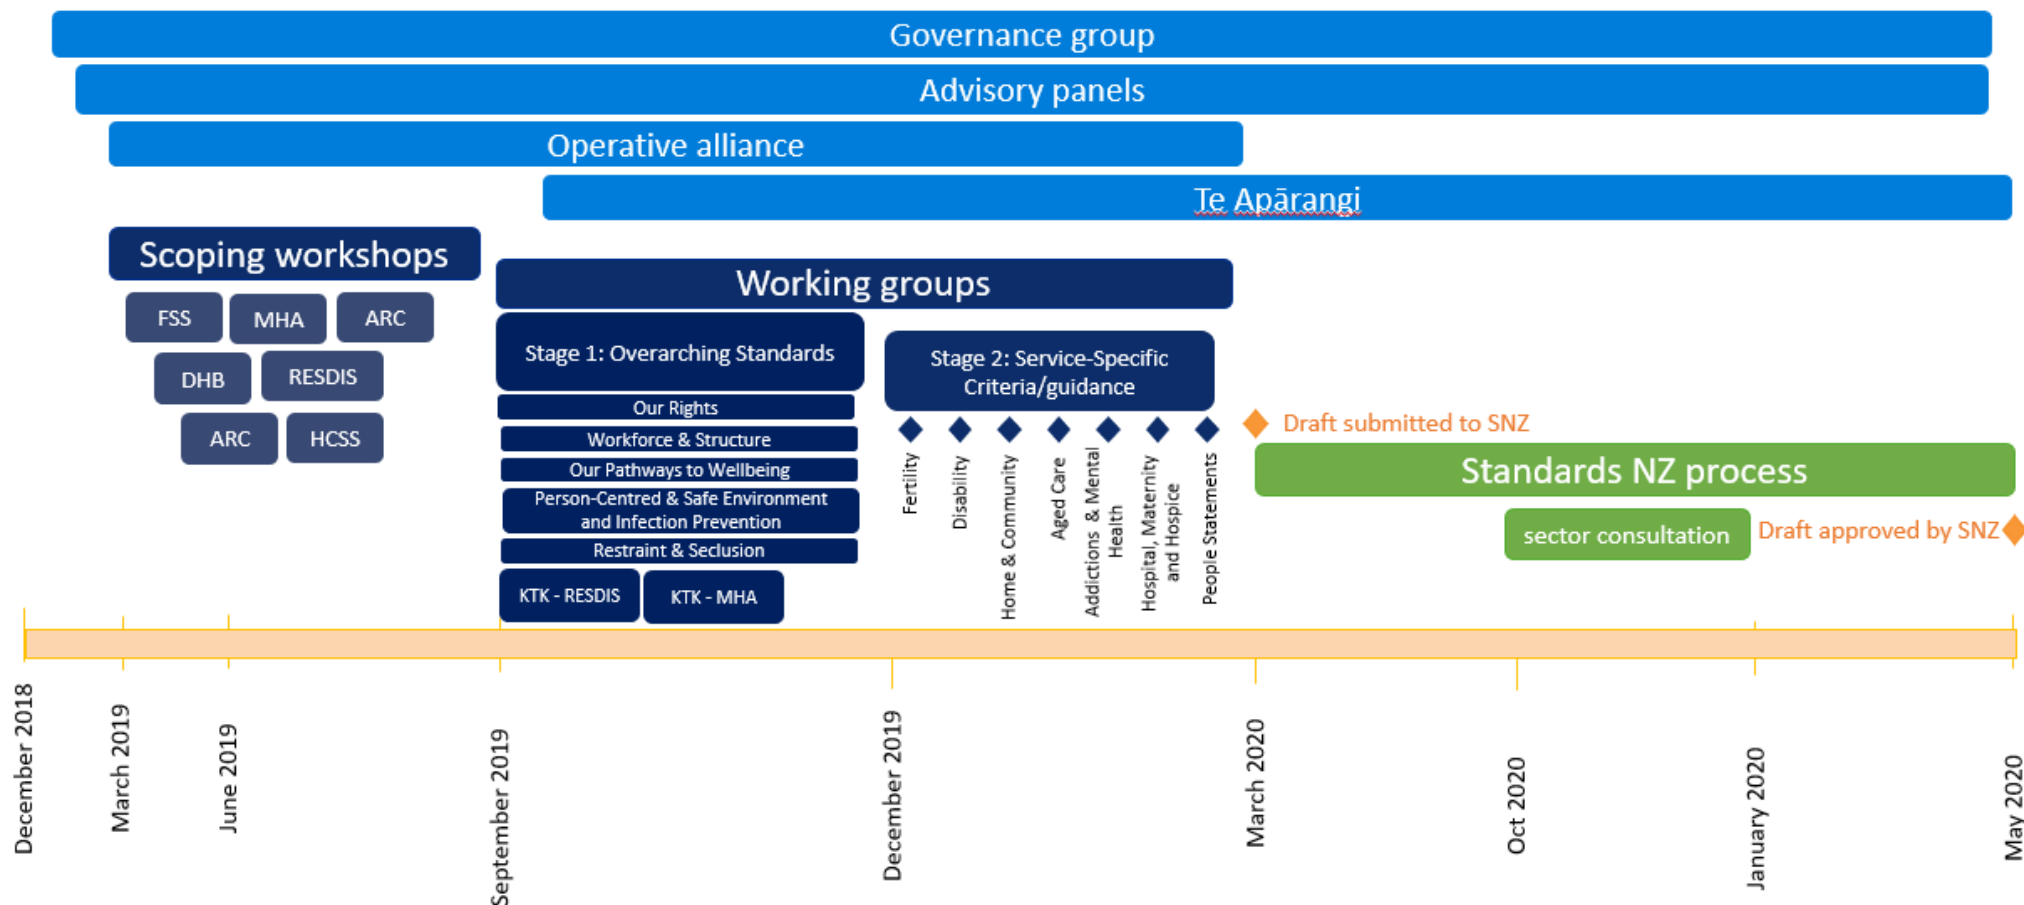 Governance group
Advisory panels
Operative alliance
Te Apārangi
Scoping workshops
FSS
MHA
ARC
DHB
RESDIS
ARC
HCSS
Working groups
Stage 1: Overarching Standards
Our Rights
Workforce & Structure
Our Pathways to Wellbeing
Person-Centred & Safe Environment
and Infection Prevention
Restraint & Seclusion
KTK - RESDIS
KTK - MHA
Stage 2: Service-Specific
Criteria/guidance
Fertility
Disability
Home & Community
Aged Care
Addictions & Mental
Health
Hospital, Maternity
and Hospice
People Statements
Draft submitted to SNZ
Standards NZ process
sector consultation
Draft approved by SNZ
December 2018
March 2019
June 2019
September 2019
December 2019
March 2020
Oct 2020
January 2020
May 2020